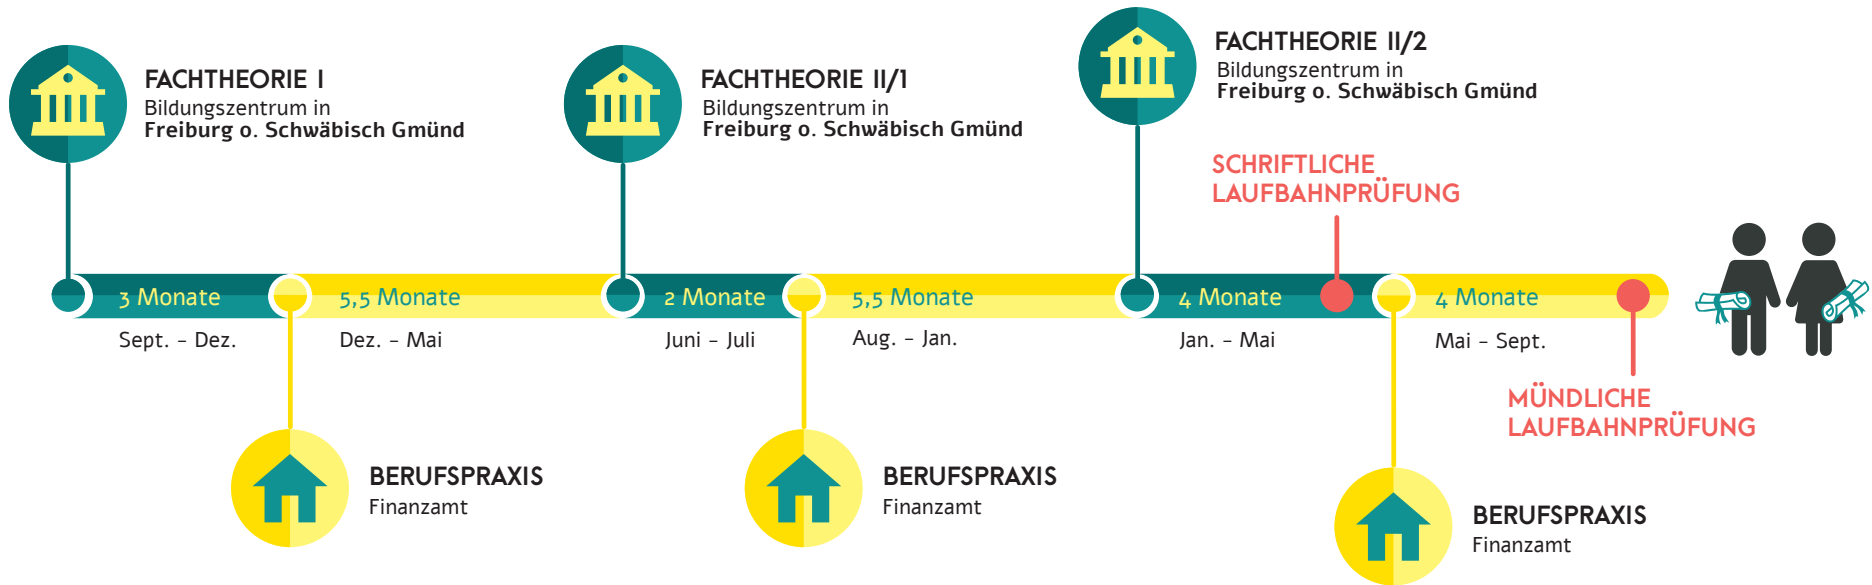 FACHTHEORIE I
Bildungszentrum in
Freiburg o. Schwäbisch Gmünd
FACHTHEORIE II/1
Bildungszentrum in
Freiburg o. Schwäbisch Gmünd
FACHTHEORIE II/2
Bildungszentrum in
Freiburg o. Schwäbisch Gmünd
SCHRIFTLICHE
LAUFBAHNPRÜFUNG
3 Monate
5,5 Monate
2 Monate
5,5 Monate
4 Monate
4 Monate
Sept. – Dez.
Dez. – Mai
Juni – Juli
Aug. – Jan.
Jan. – Mai
Mai – Sept.
MÜNDLICHE
LAUFBAHNPRÜFUNG
BERUFSPRAXIS
Finanzamt
BERUFSPRAXIS
Finanzamt
BERUFSPRAXIS
Finanzamt